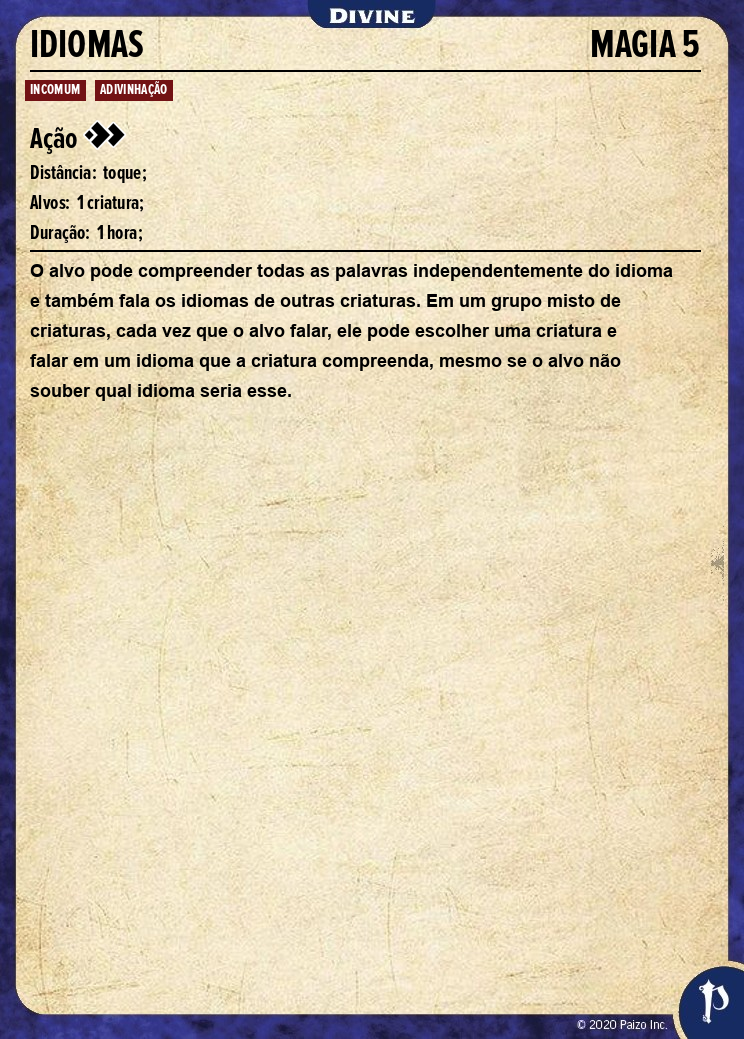 DIVINE
IDIOMAS MAGIA 5
INCOMUM ADIVINHAÇÃO
Ação
Distância: toque;
Alvos: 1 criatura;
Duração: 1 hora;
O alvo pode compreender todas as palavras independentemente do idioma
e também fala os idiomas de outras criaturas. Em um grupo misto de
criaturas, cada vez que o alvo falar, ele pode escolher uma criatura e
falar em um idioma que a criatura compreenda, mesmo se o alvo não
souber qual idioma seria esse.
© 2020 Paizo Inc.
P